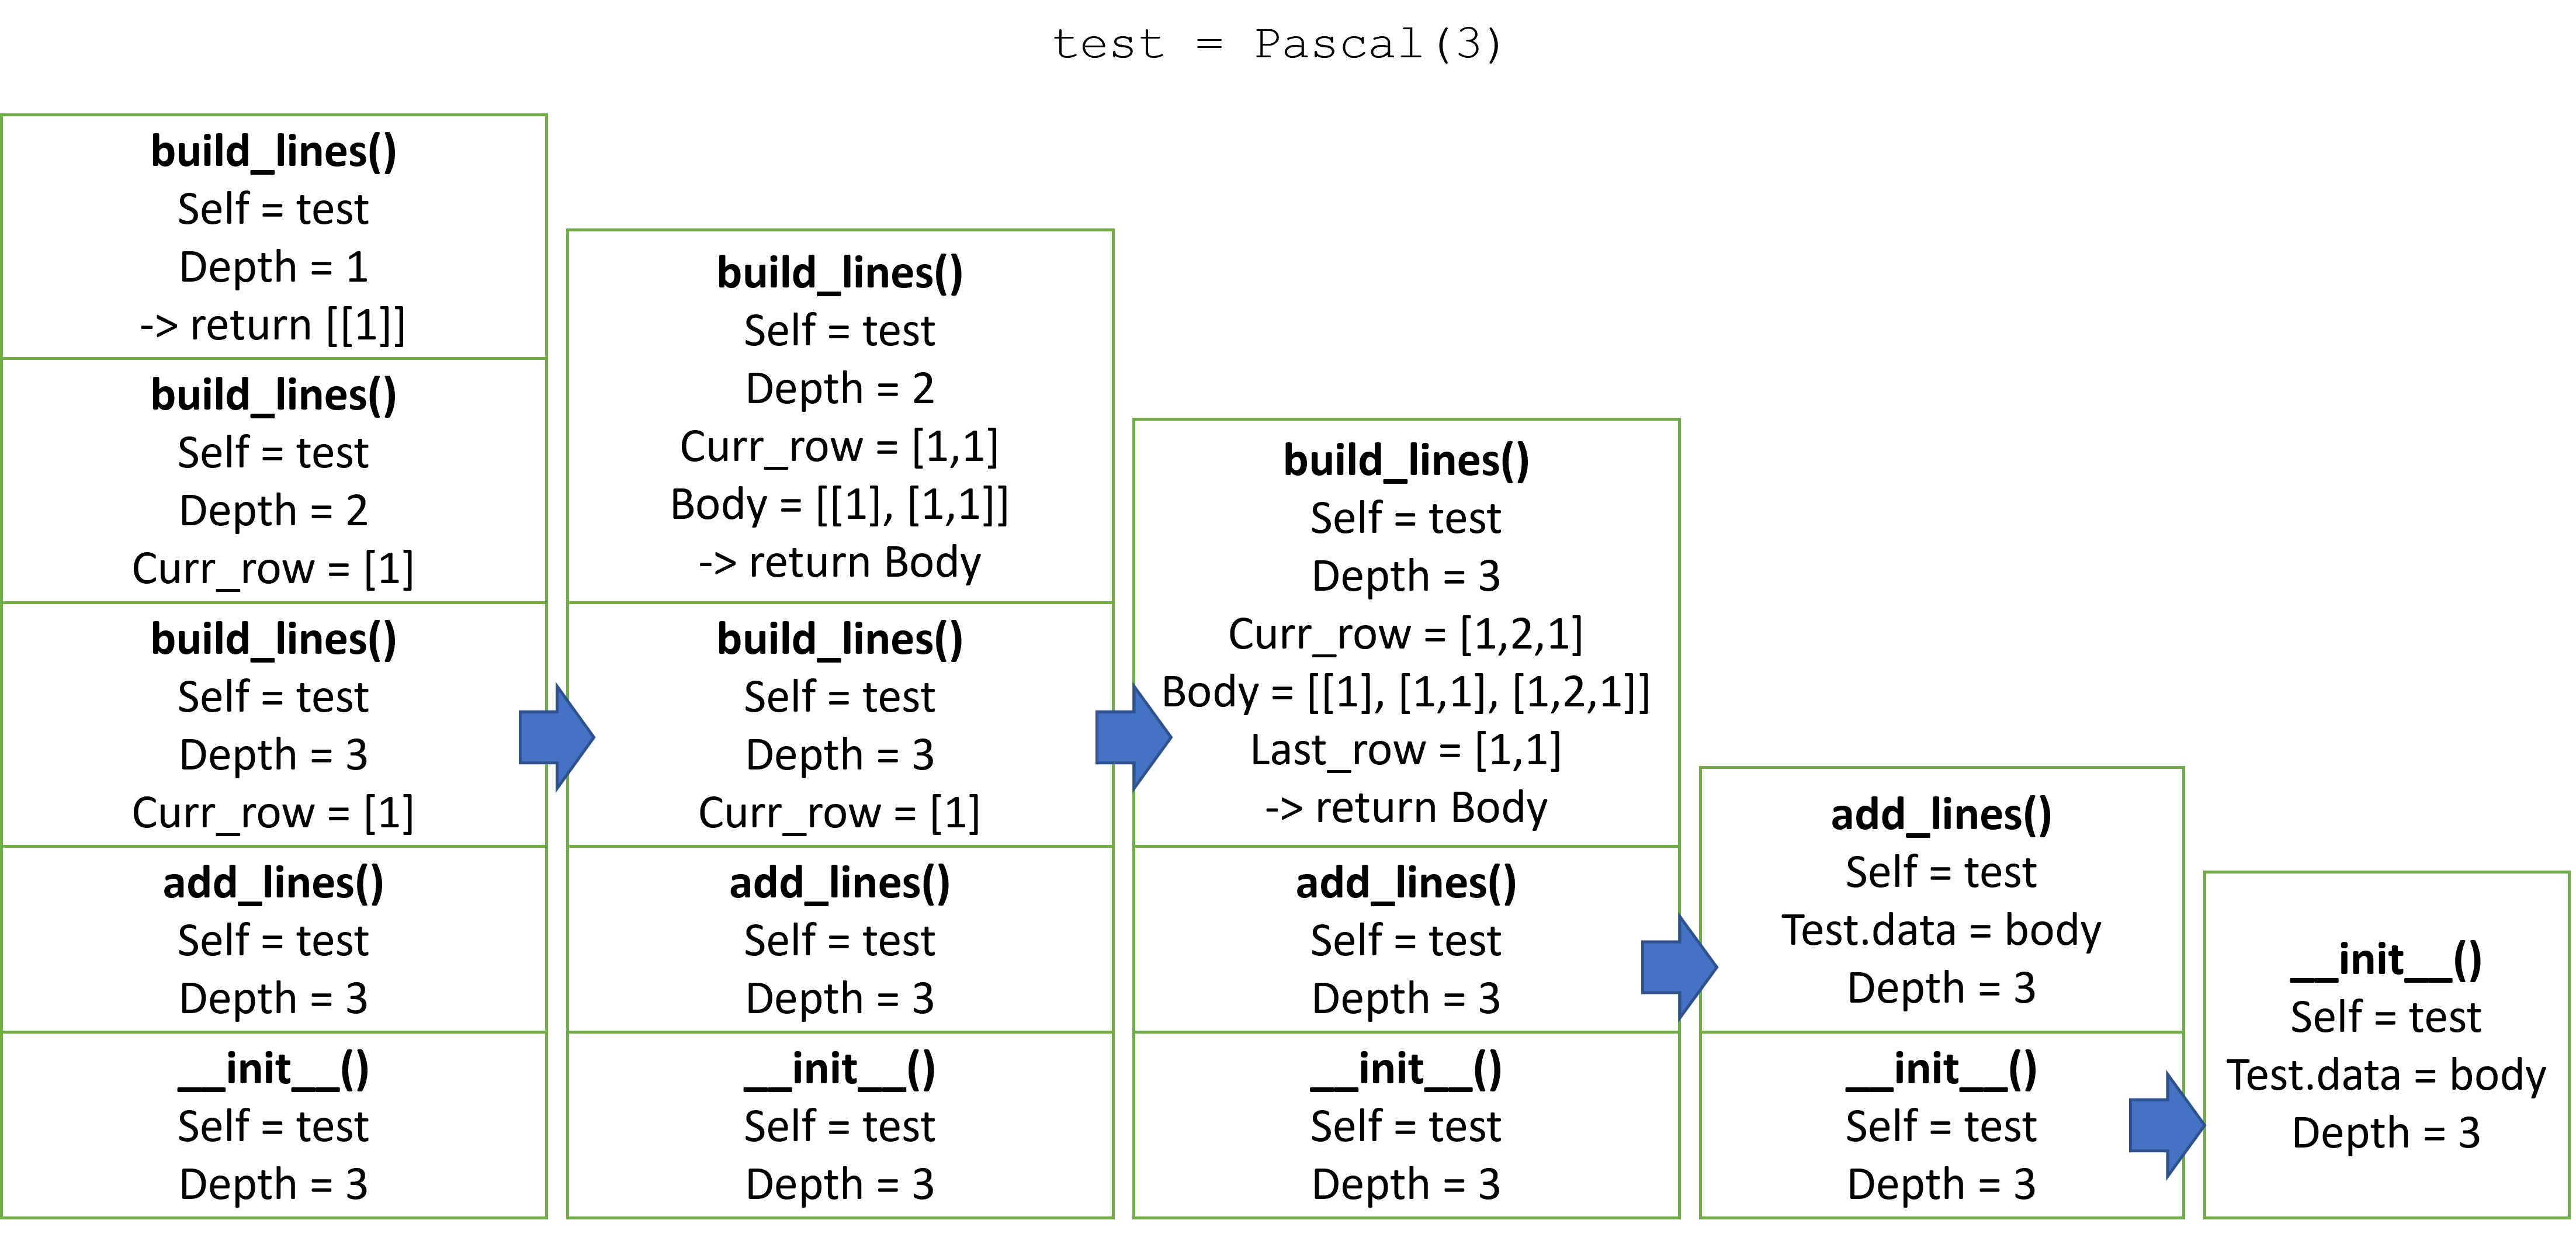 test = Pascal(3)
build_lines()
Self = test
Depth = 1
-> return [[1]]
build_lines()
Self = test
Depth = 2
Curr_row = [1]
build_lines()
Self = test
Depth = 3
Curr_row = [1]
add_lines()
Self = test
Depth = 3
__init__()
Self = test
Depth = 3
build_lines()
Self = test
Depth = 2
Curr_row = [1,1]
Body = [[1], [1,1]]
-> return Body
build_lines()
Self = test
Depth = 3
Curr_row = [1]
add_lines()
Self = test
Depth = 3
__init__()
Self = test
Depth = 3
build_lines()
Self = test
Depth = 3
Curr_row = [1,2,1]
Body = [[1], [1,1], [1,2,1]]
Last_row = [1,1]
-> return Body
add_lines()
Self = test
Depth = 3
__init__()
Self = test
Depth = 3
add_lines()
Self = test
Test.data = body
Depth = 3
__init__()
Self = test
Depth = 3
__init__()
Self = test
Test.data = body
Depth = 3